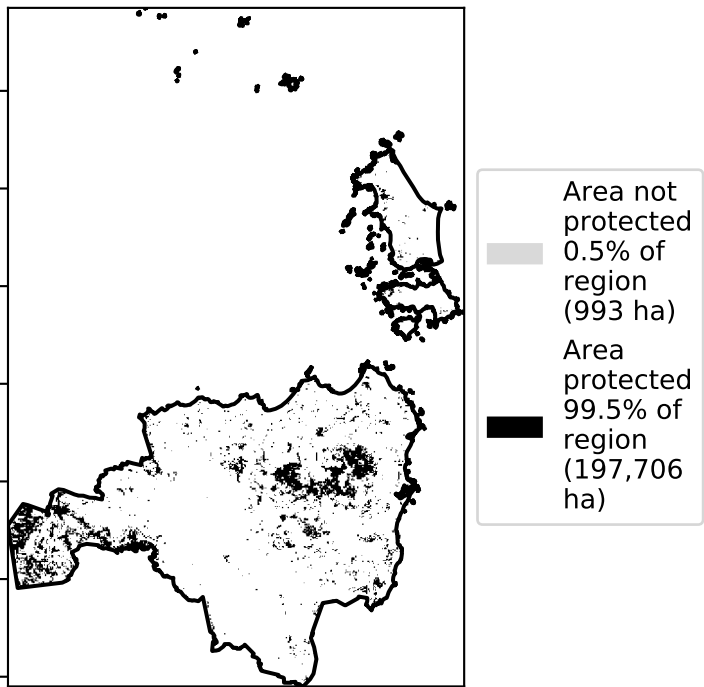 Area not
protected
0.5% of
region
(993 ha)
Area
protected
99.5% of
region
(197,706
ha)